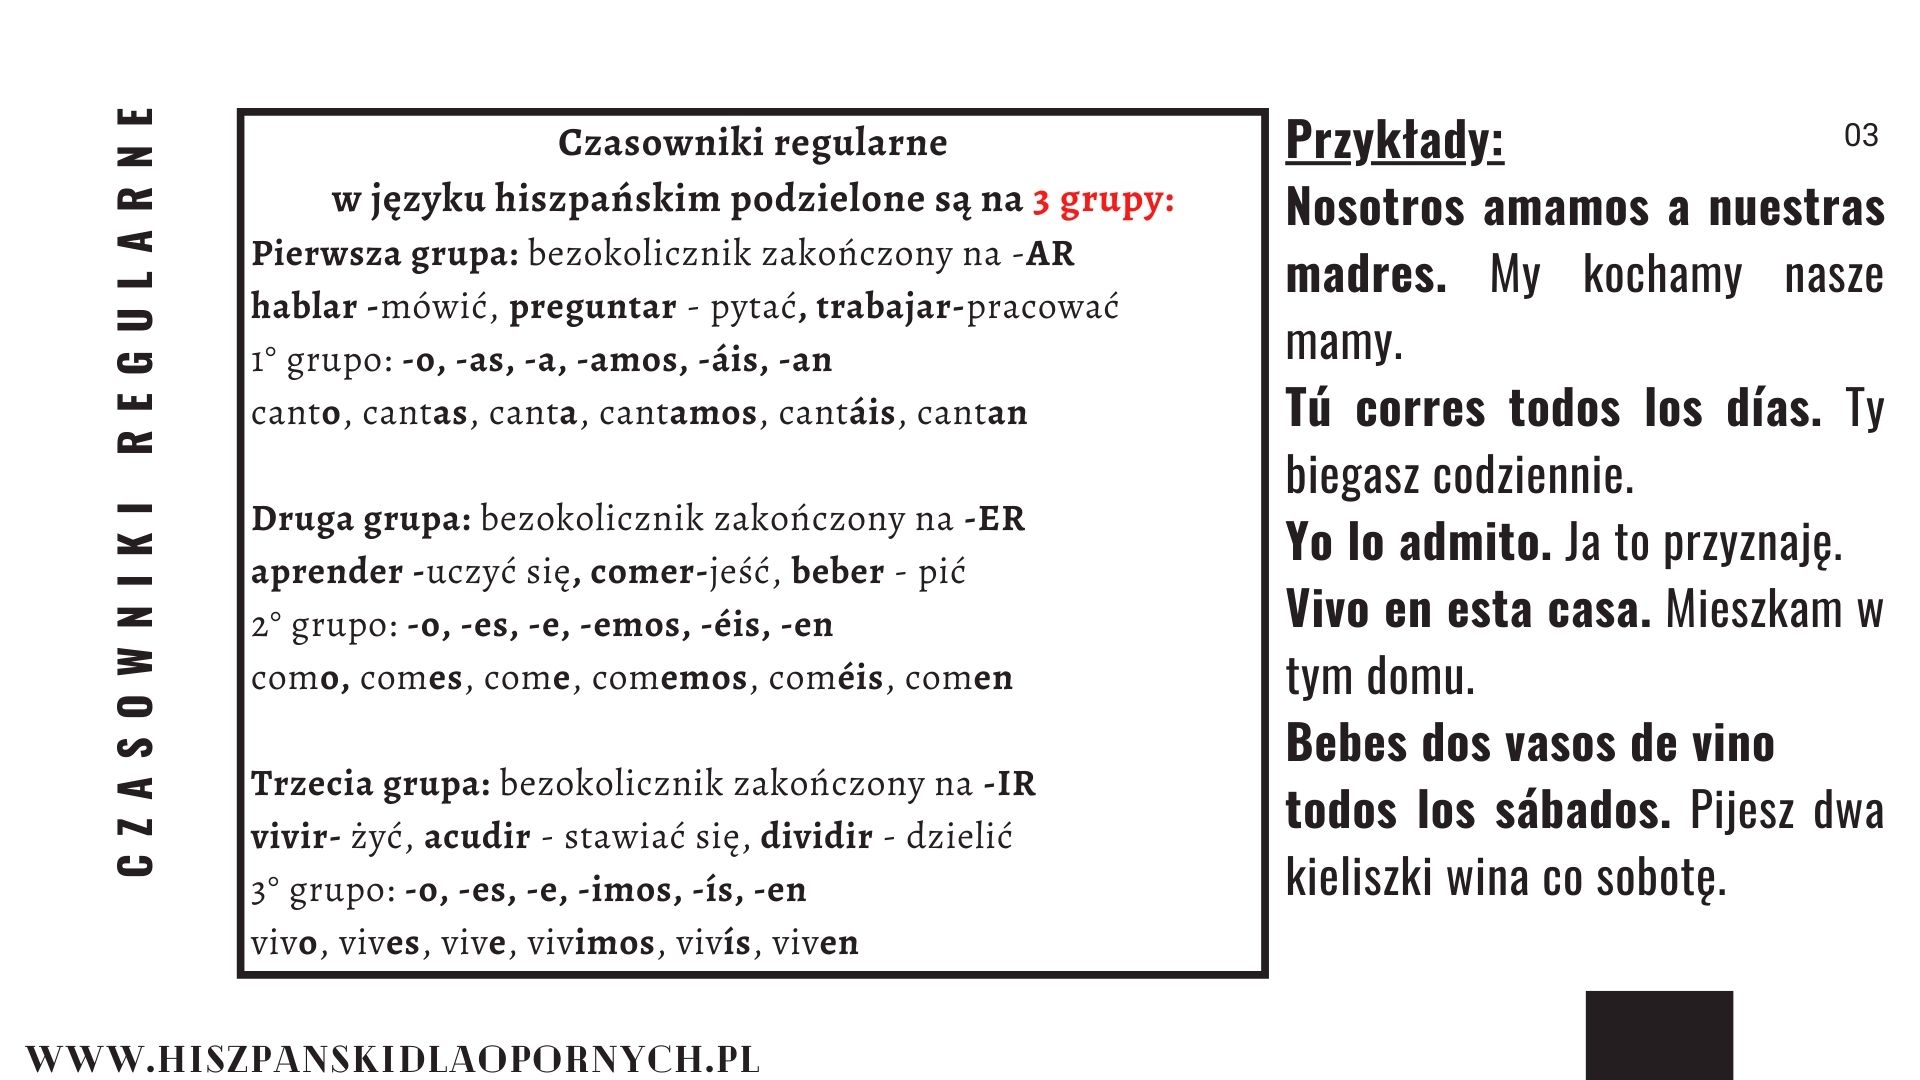 CZASOWNIKI REGULARNE
Czasowniki regularne
w języku hiszpańskim podzielone są na 3 grupy:
Pierwsza grupa: bezokolicznik zakończony na -AR
hablar -mówić, preguntar - pytać, trabajar-pracować
1° grupo: -o, -as, -a, -amos, -áis, -an
canto, cantas, canta, cantamos, cantáis, cantan
Druga grupa: bezokolicznik zakończony na -ER
aprender -uczyć się, comer-jeść, beber - pić
2° grupo: -o, -es, -e, -emos, -éis, -en
como, comes, come, comemos, coméis, comen
Trzecia grupa: bezokolicznik zakończony na -IR
vivir- żyć, acudir - stawiać się, dividir - dzielić
3° grupo: -o, -es, -e, -imos, -ís, -en
vivo, vives, vive, vivimos, vivís, viven
Przykłady:
03
Nosotros amamos a nuestras
madres. My kochamy nasze
mamy.
Tú corres todos los días. Ty
biegasz codziennie.
Yo lo admito. Ja to przyznaję.
Vivo en esta casa. Mieszkam w
tym domu.
Bebes dos vasos de vino
todos los sábados. Pijesz dwa
kieliszki wina co sobotę.
WWW.HISZPANSKIDLAOPORNYCH.PL